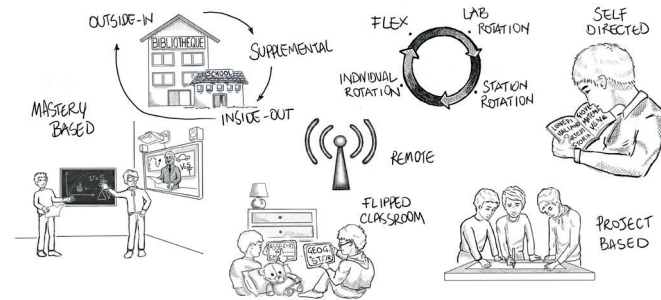 OUTSIDE-IN
BIBLIOTHEQUE
SCHOOL
SUPPLEMENTAL
INSIDE-OUT
FLEX
LAB
ROTATION
INDIVIDUAL
ROTATION
STATION
ROTATION
SELF
DIRECTED
MASTERY
BASED
REMOTE
FLIPPED
CLASSROOM
GEOG.
PROJECT
BASED